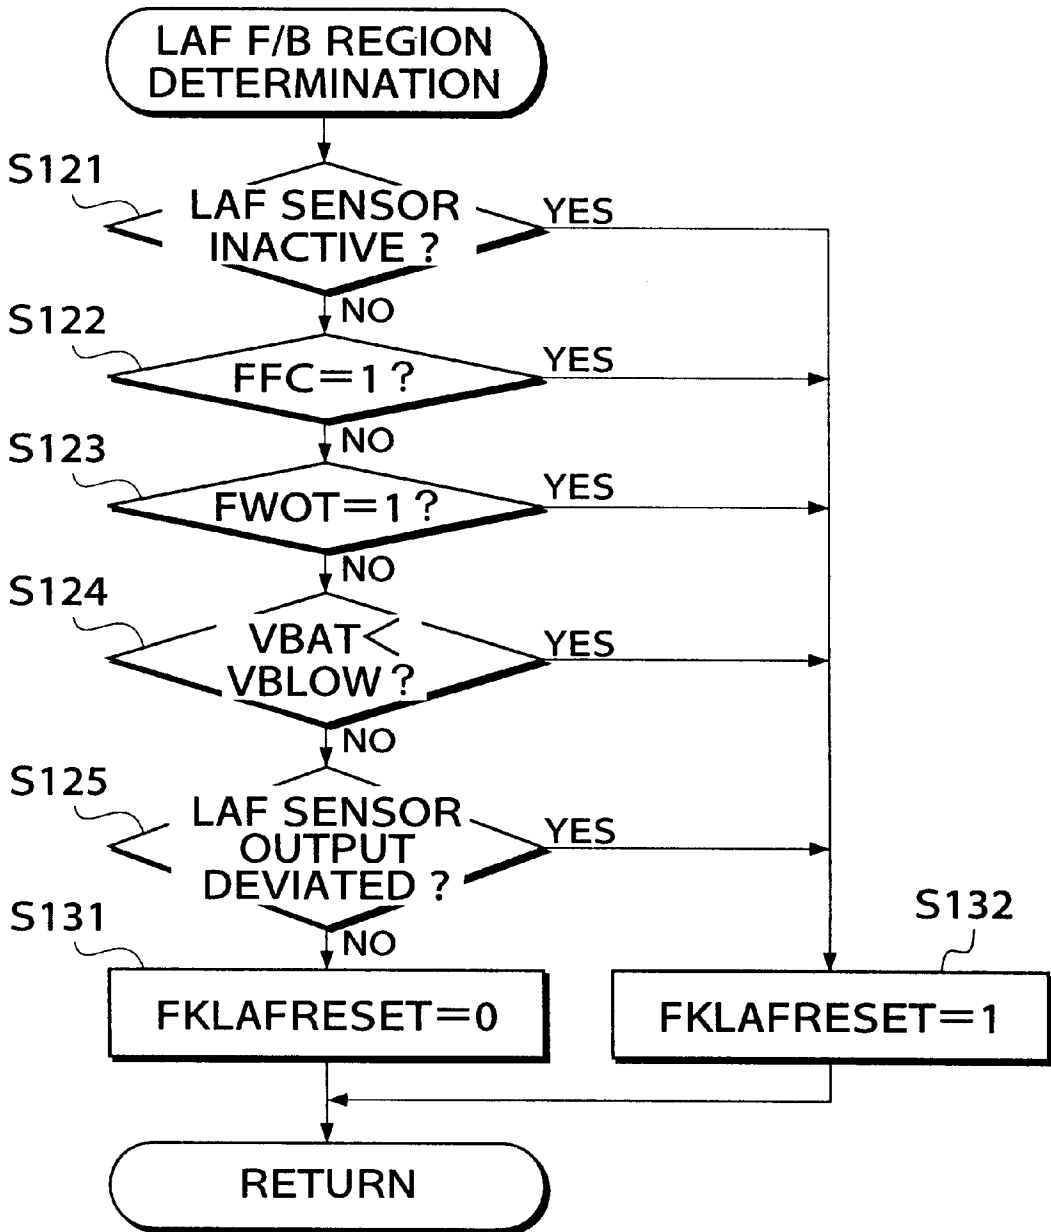 LAF F/B REGION
DETERMINATION
S121
LAF SENSOR
INACTIVE ?
YES
NO
S122
FFC=1?
YES
NO
S123
FWOT=1?
YES
NO
S124
VBAT<
VBLOW ?
YES
NO
S125
LAF SENSOR
OUTPUT
DEVIATED ?
YES
NO
S131
FKLAFRESET=0
S132
FKLAFRESET=1
RETURN